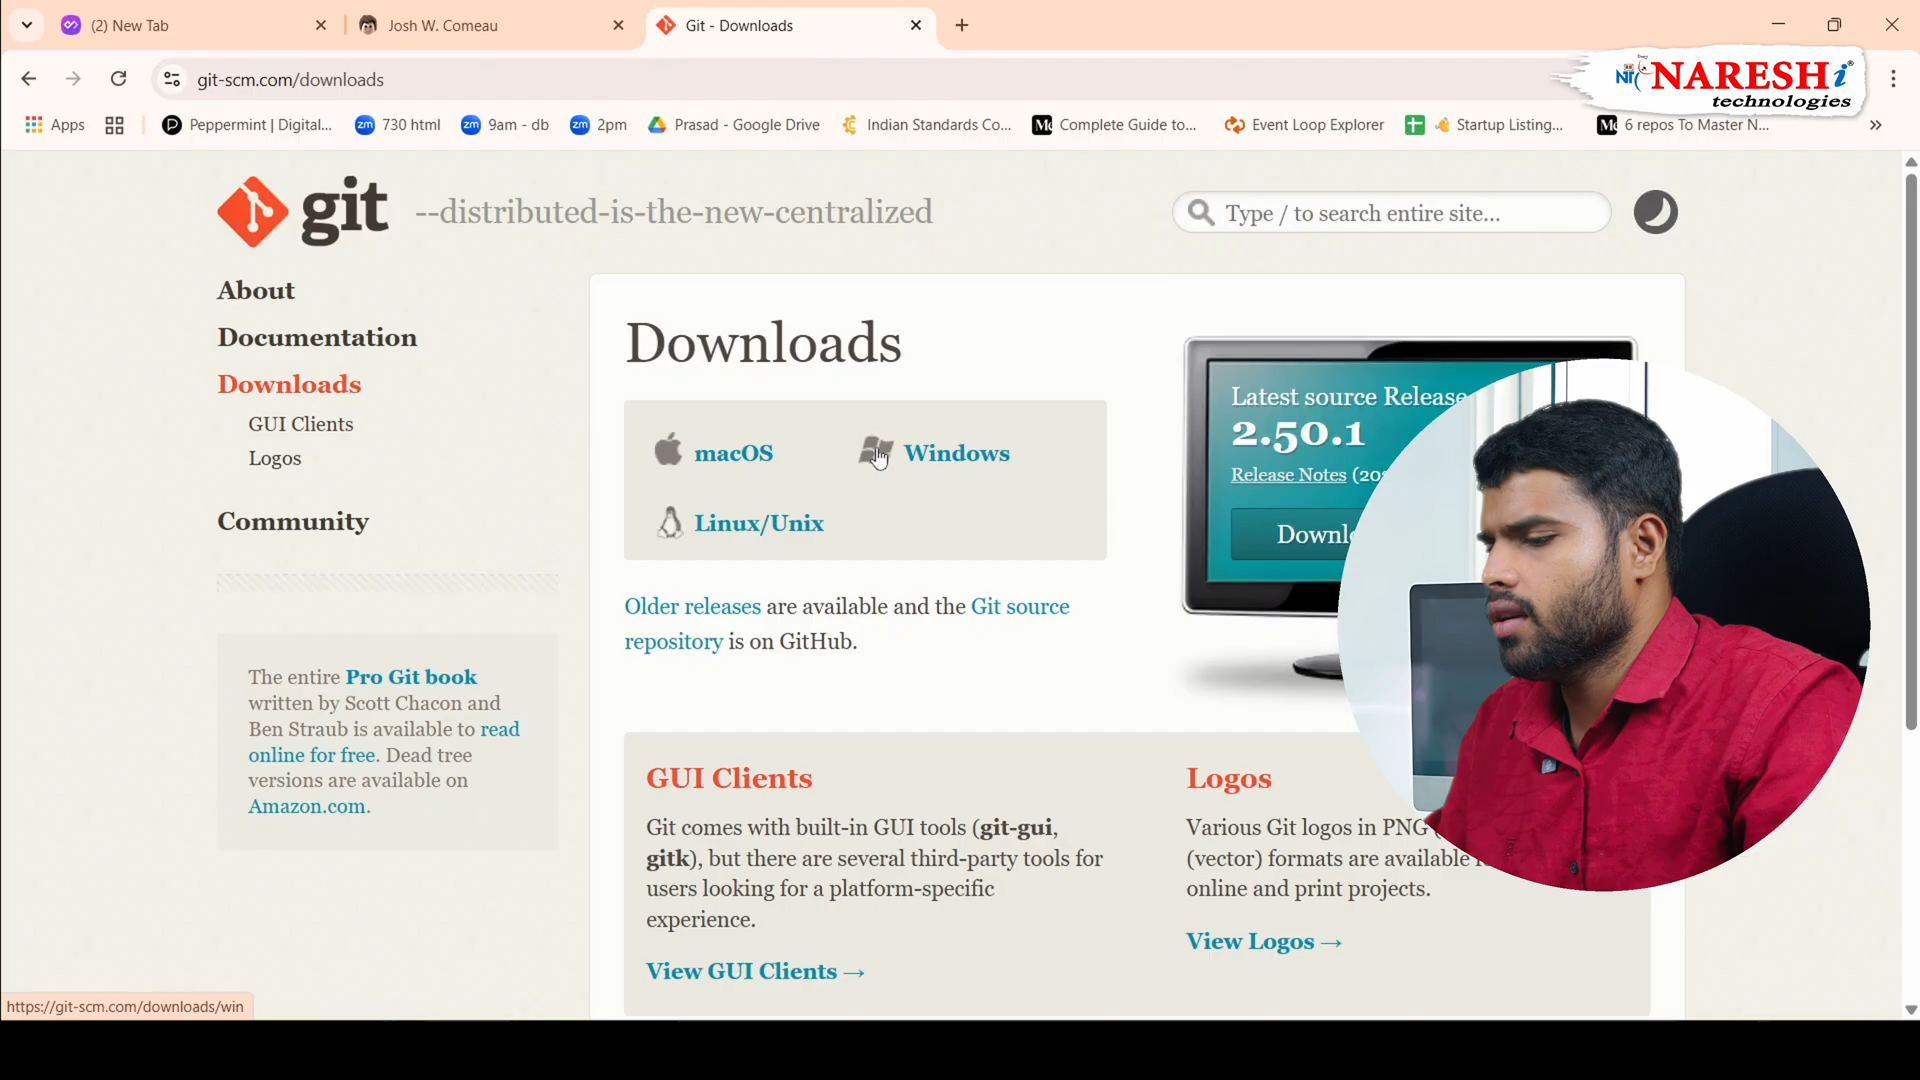 (2) New Tab
Josh W. Comeau
Git - Downloads
git-scm.com/downloads
NARESH i
technologies
Apps
Peppermint | Digital...
zm 730 html
zm 9am - db
zm 2pm
Prasad - Google Drive
Indian Standards Co...
Complete Guide to...
Event Loop Explorer
Startup Listing...
6 repos To Master N...
git
--distributed-is-the-new-centralized
Type / to search entire site...
About
Documentation
Downloads
GUI Clients
Logos
Community
The entire Pro Git book
written by Scott Chacon and
Ben Straub is available to read
online for free. Dead tree
versions are available on
Amazon.com.
Downloads
macOS
Windows
Linux/Unix
Older releases are available and the Git source
repository is on GitHub.
Latest source Release
2.50.1
Release Notes
GUI Clients
Git comes with built-in GUI tools (git-gui,
gitk), but there are several third-party tools for
users looking for a platform-specific
experience.
View GUI Clients →
Logos
Various Git logos in PNG
(vector) formats are available
online and print projects.
View Logos →
https://git-scm.com/downloads/win